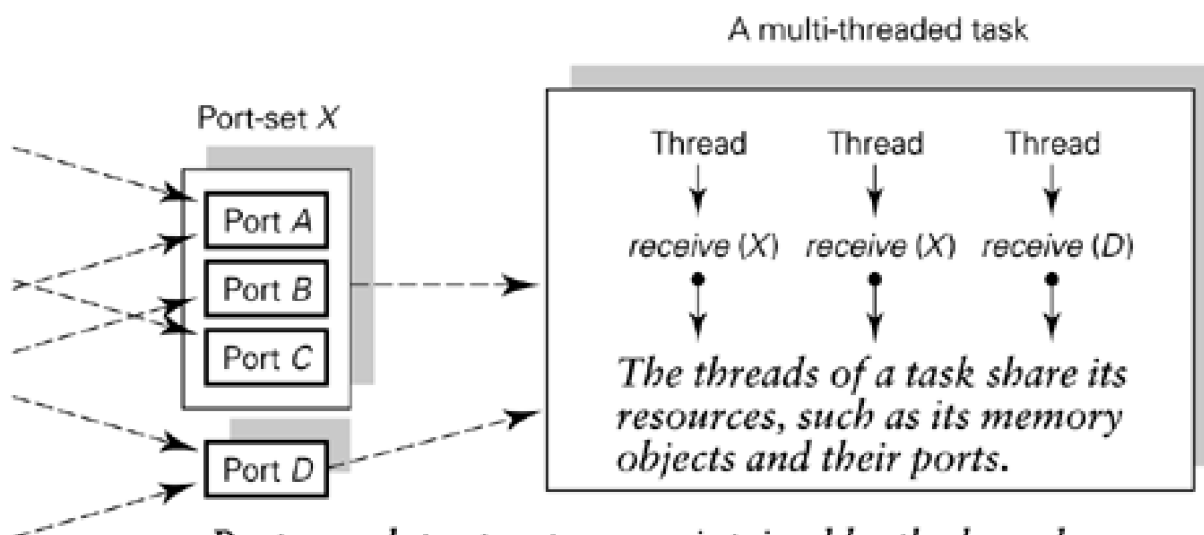 A multi-threaded task
Port-set X
Thread Thread Thread
Port A
receive (X) receive (X) receive (D)
Port B
Port C
The threads of a task share its
resources, such as its memory
objects and their ports.
Port D